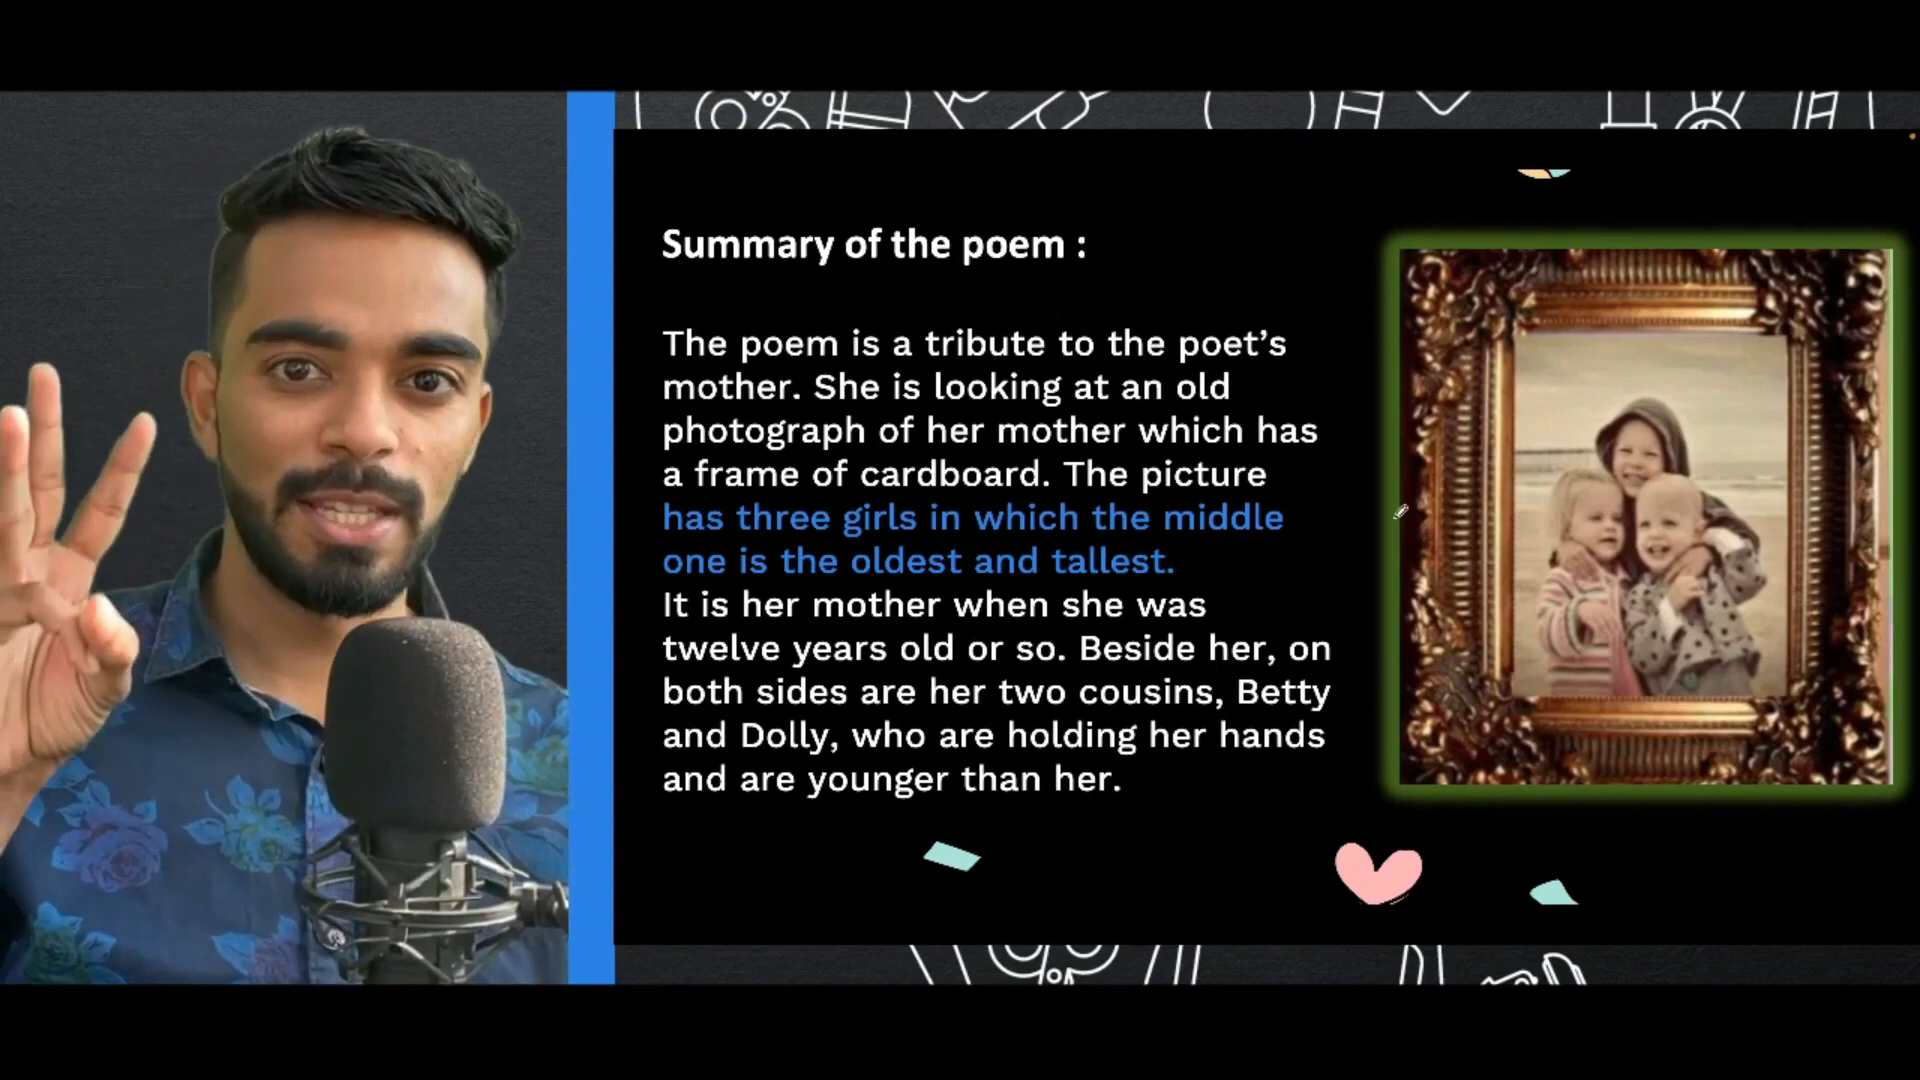 Summary of the poem :
The poem is a tribute to the poet’s
mother. She is looking at an old
photograph of her mother which has
a frame of cardboard. The picture
has three girls in which the middle
one is the oldest and tallest.
It is her mother when she was
twelve years old or so. Beside her, on
both sides are her two cousins, Betty
and Dolly, who are holding her hands
and are younger than her.